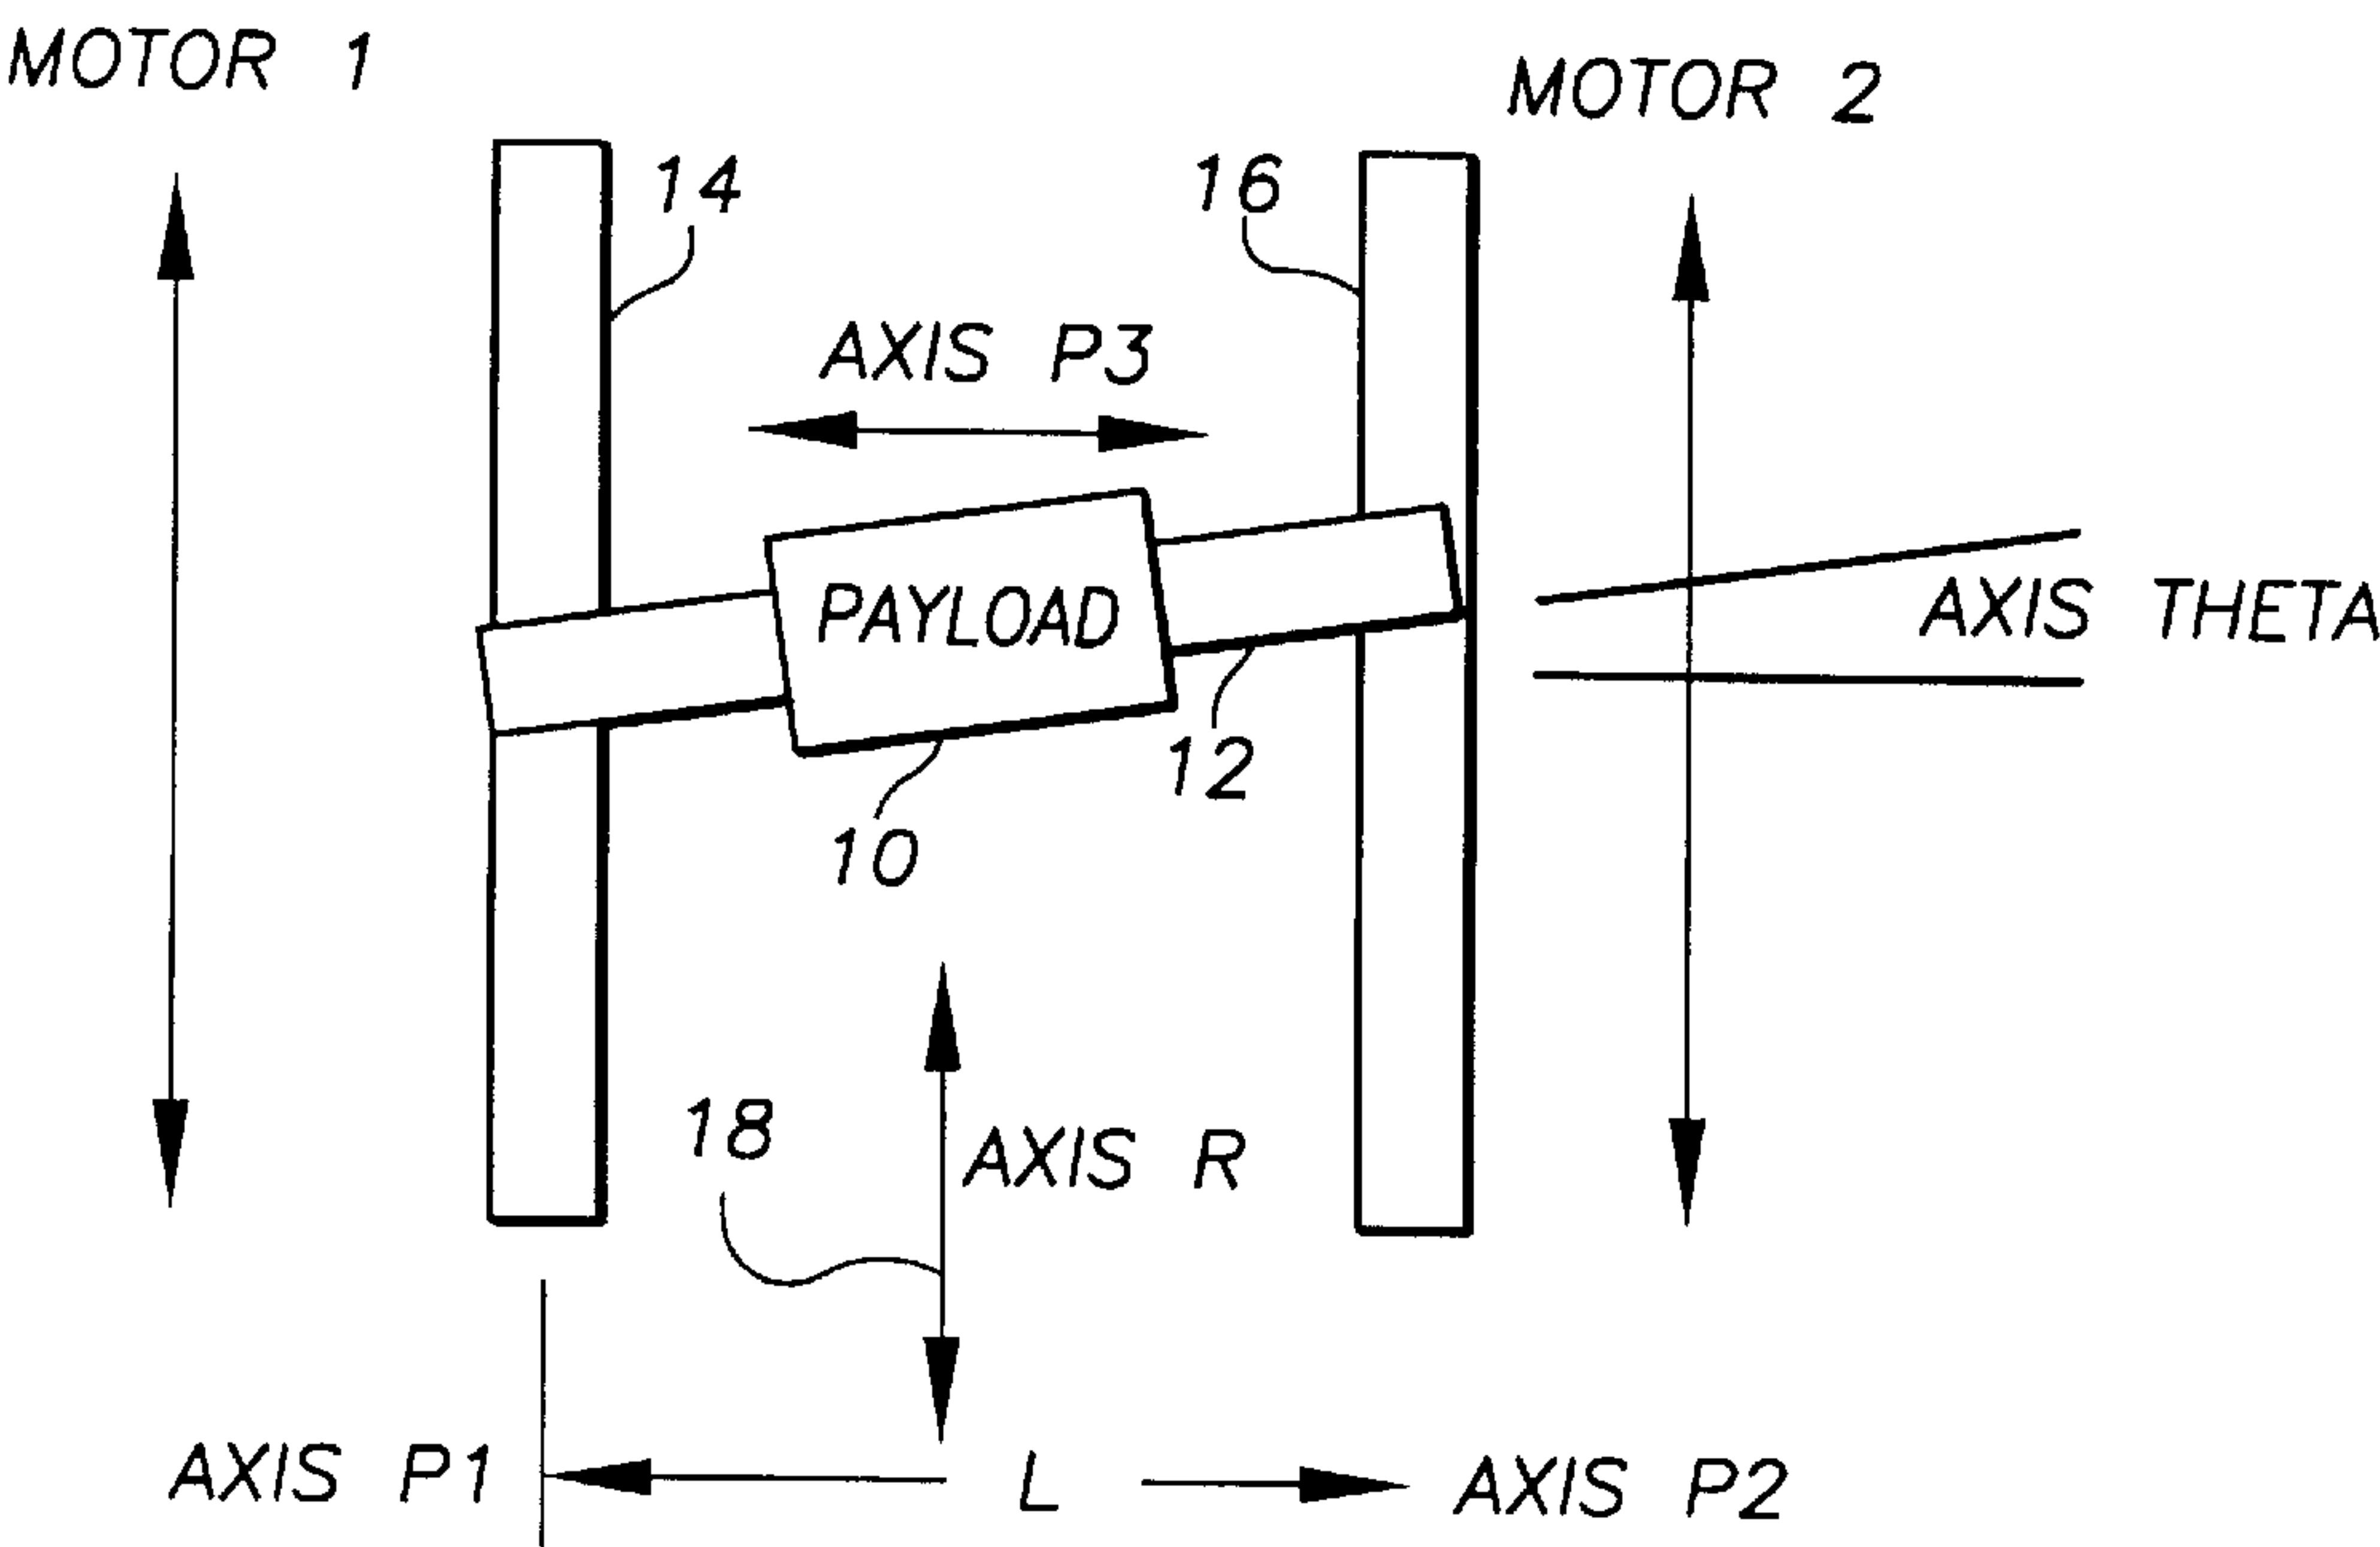 MOTOR 1
MOTOR 2
14
16
AXIS P3
PAYLOAD
AXIS THETA
12
10
18
AXIS R
AXIS P1
L
AXIS P2